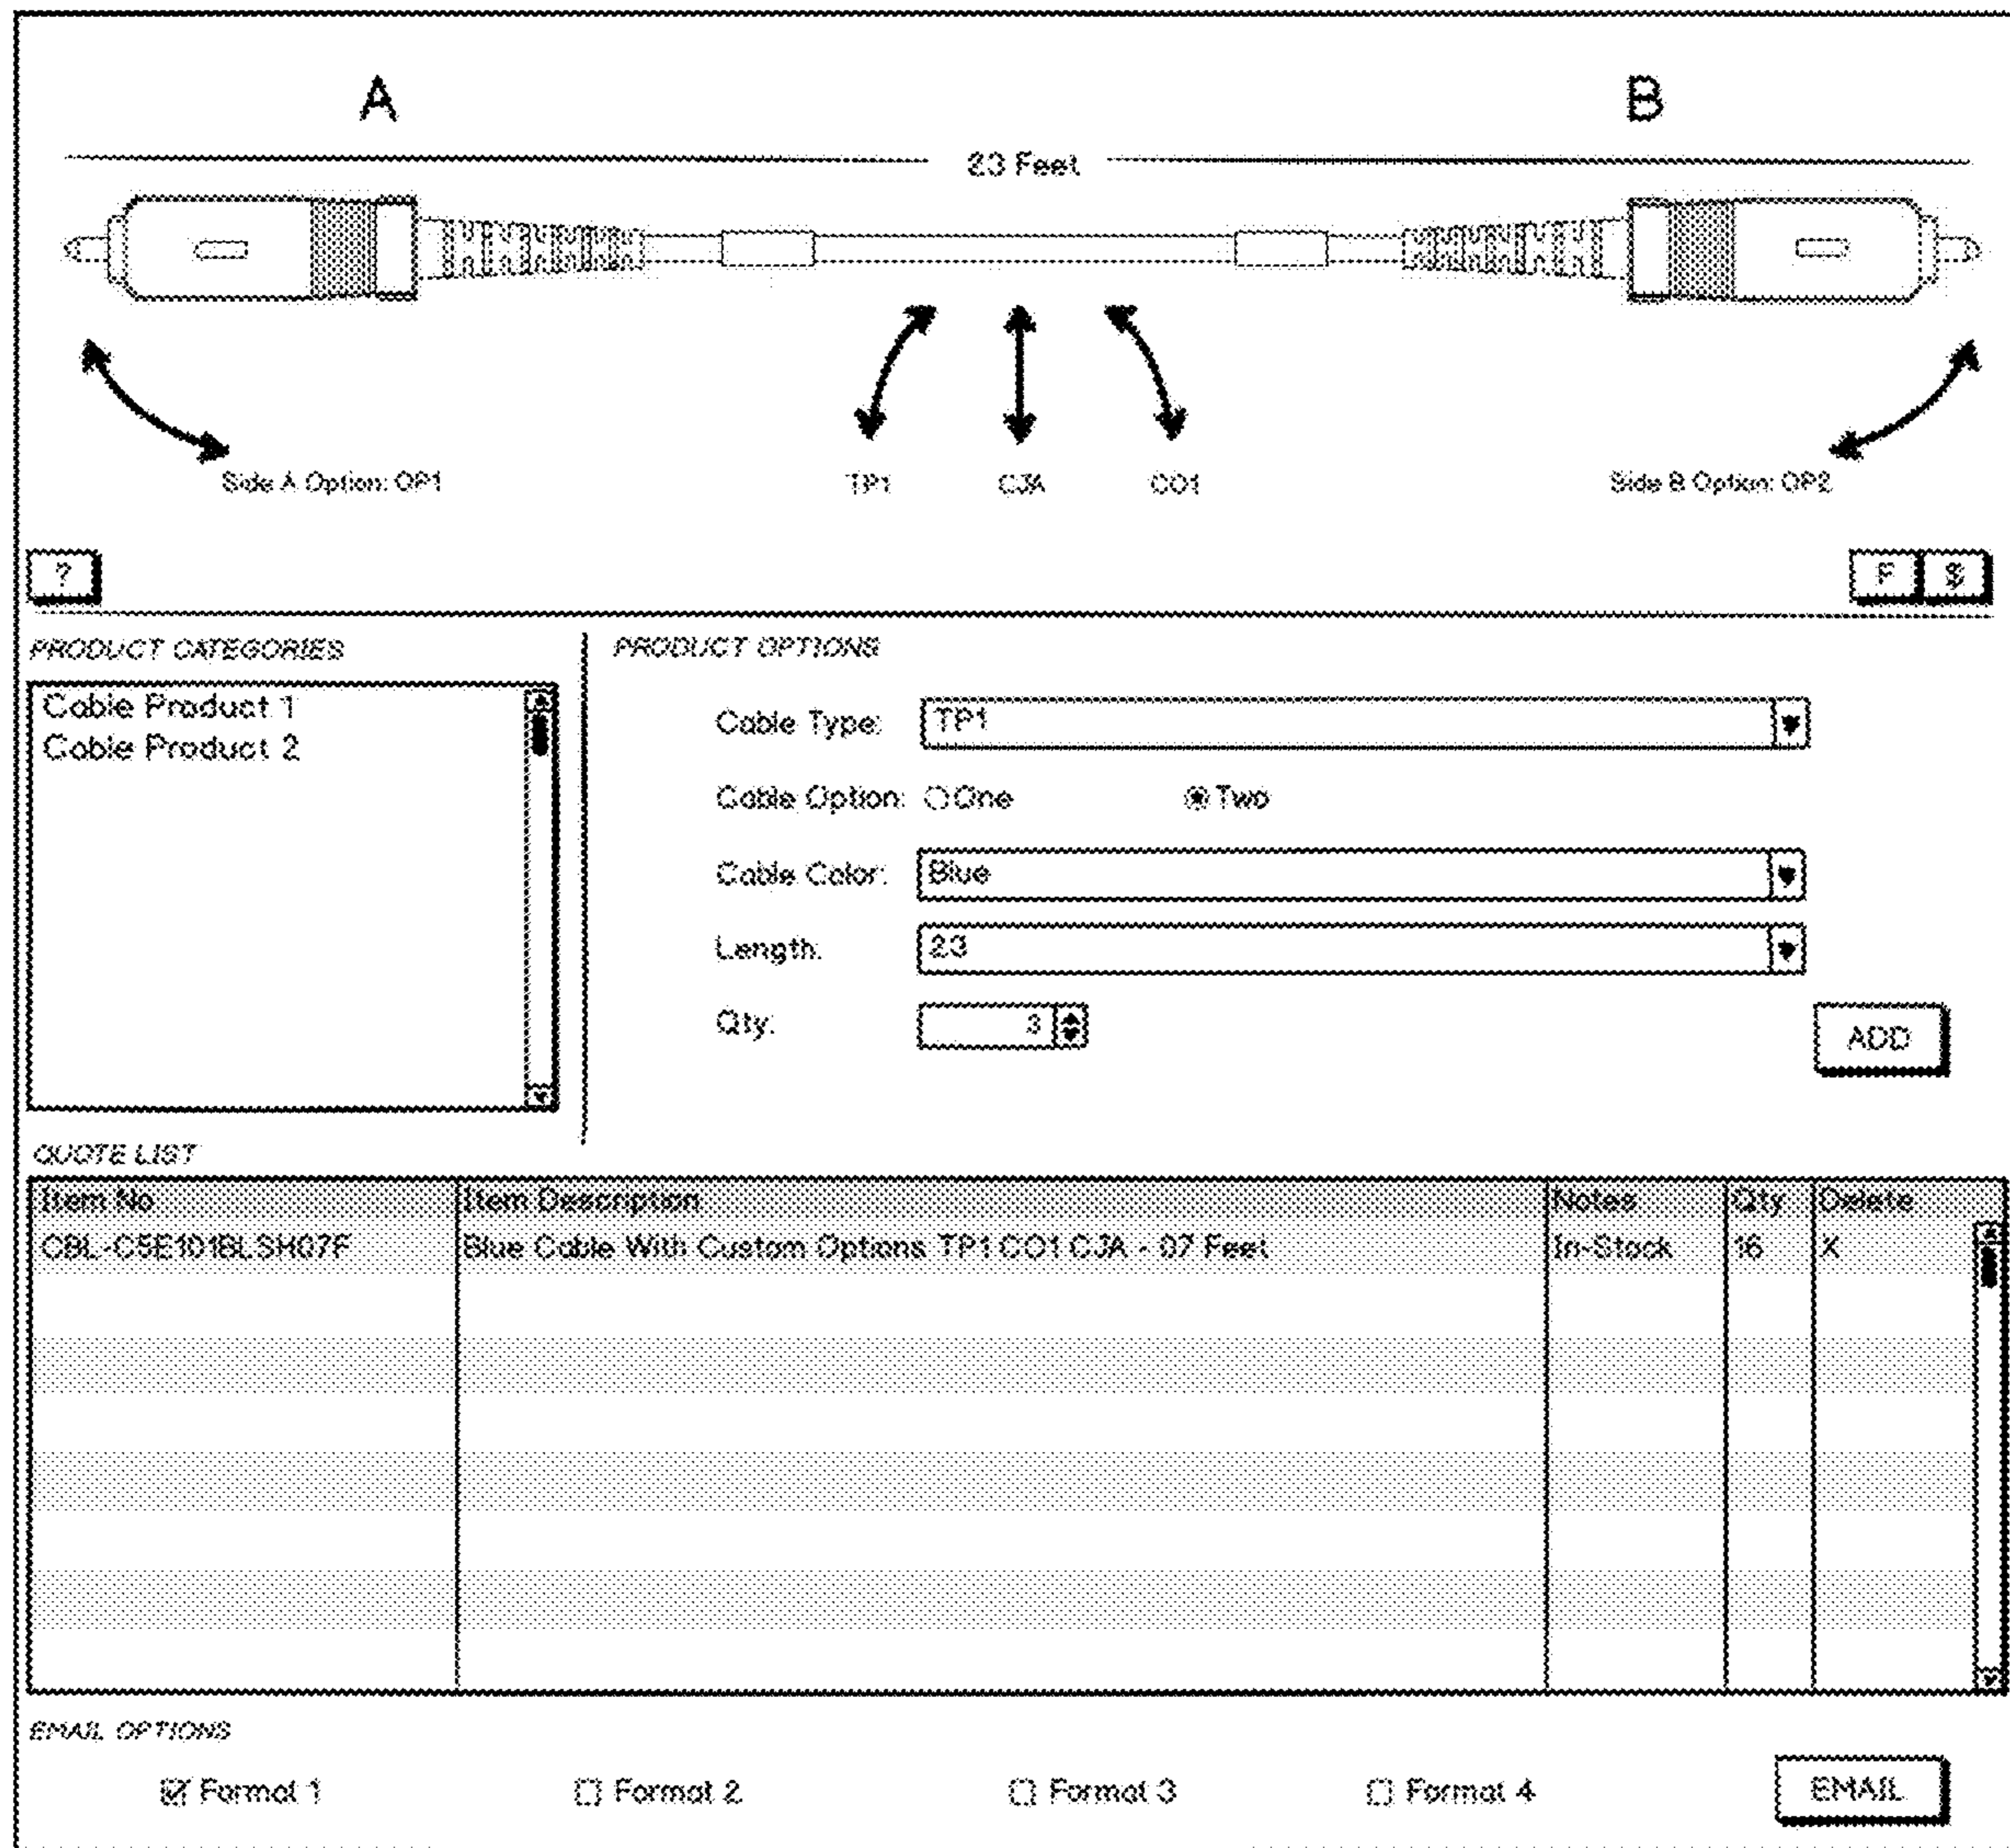 A B
23 Feet
Side A Option: OP1 TP1 CJA CO1 Side B Option: OP2
? F $
PRODUCT CATEGORIES
Cable Product 1
Cable Product 2
PRODUCT OPTIONS
Cable Type: TP1
Cable Option: One Two
Cable Color: Blue
Length: 23
Qty: 3
ADD
QUOTE LIST
Item No Item Description Notes Qty Delete
CBL-C5E101BLSH07F Blue Cable With Custom Options TP1 CO1 CJA - 07 Feet In-Stock 16 X
EMAIL OPTIONS
Format 1 Format 2 Format 3 Format 4 EMAIL